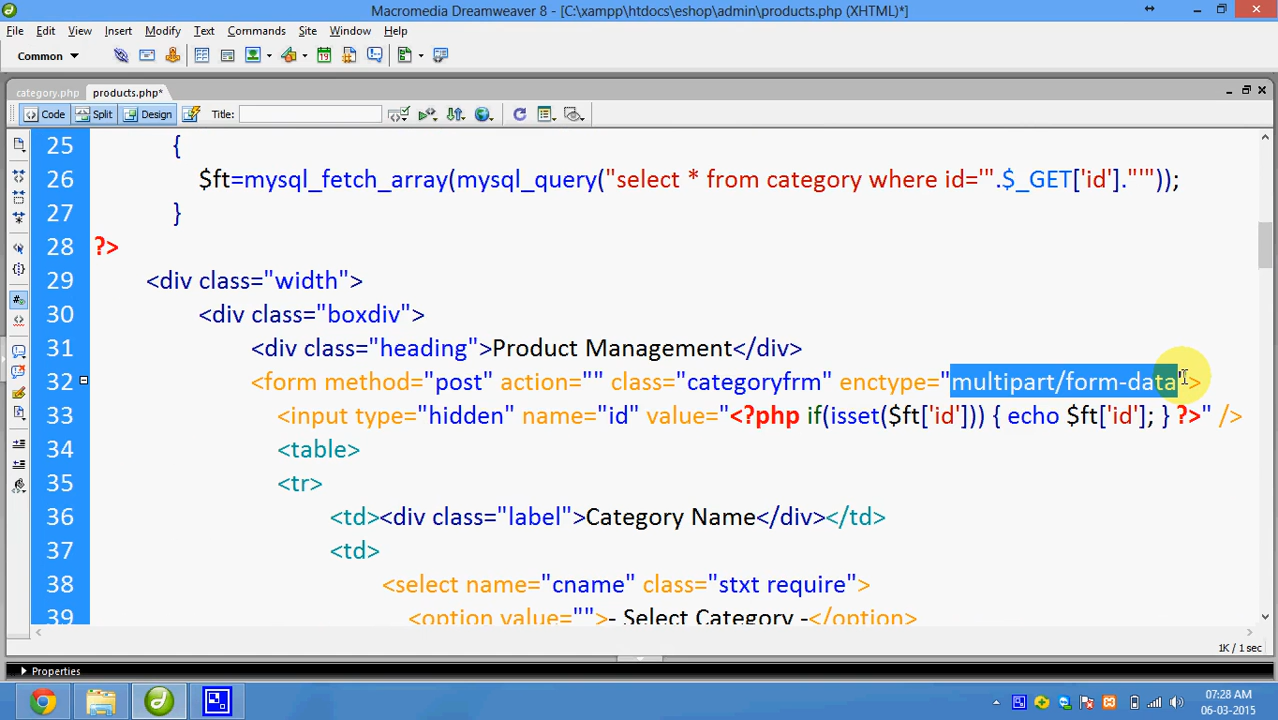 Macromedia Dreamweaver 8 - [C:\xampp\htdocs\eshop\admin\products.php (XHTML)*]
File Edit View Insert Modify Text Commands Site Window Help
Common
category.php products.php*
Code Split Design Title:
25 {
26 $ft=mysql_fetch_array(mysql_query("select * from category where id='".$_GET['id']."'"));
27 }
28 ?>
29 <div class="width">
30 <div class="boxdiv">
31 <div class="heading">Product Management</div>
32 <form method="post" action="" class="categoryfrm" enctype="multipart/form-data">
33 <input type="hidden" name="id" value="<?php if(isset($ft['id'])) { echo $ft['id']; } ?>" />
34 <table>
35 <tr>
36 <td><div class="label">Category Name</div></td>
37 <td>
38 <select name="cname" class="stxt require">
39 <option value="">- Select Category -</option>
1K / 1 sec
Properties
07:28 AM
06-03-2015